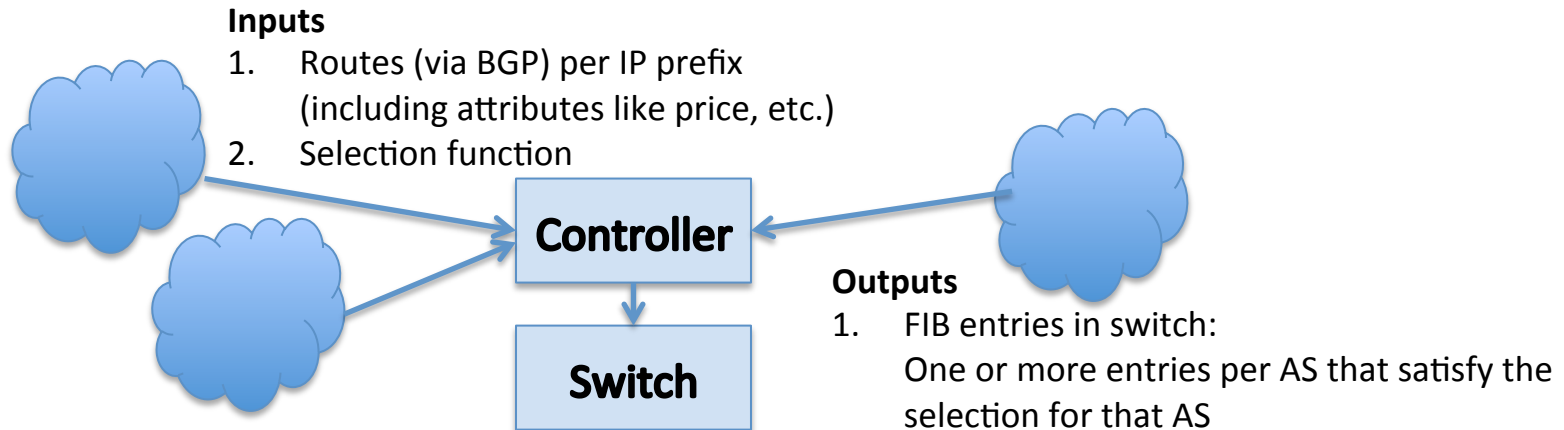 Inputs
1. Routes (via BGP) per IP prefix
(including attributes like price, etc.)
2. Selection function
Controller
Switch
Outputs
1. FIB entries in switch:
One or more entries per AS that satisfy the
selection for that AS